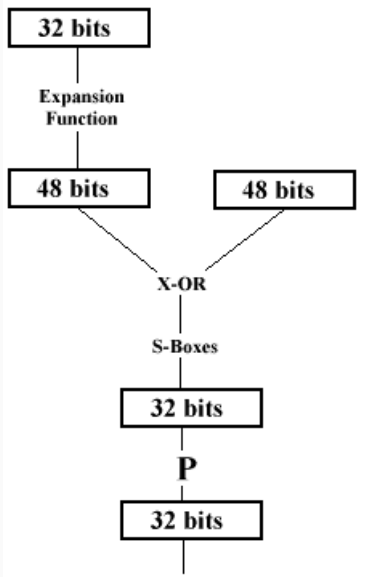 32 bits
Expansion
Function
48 bits
48 bits
X-OR
S-Boxes
32 bits
P
32 bits